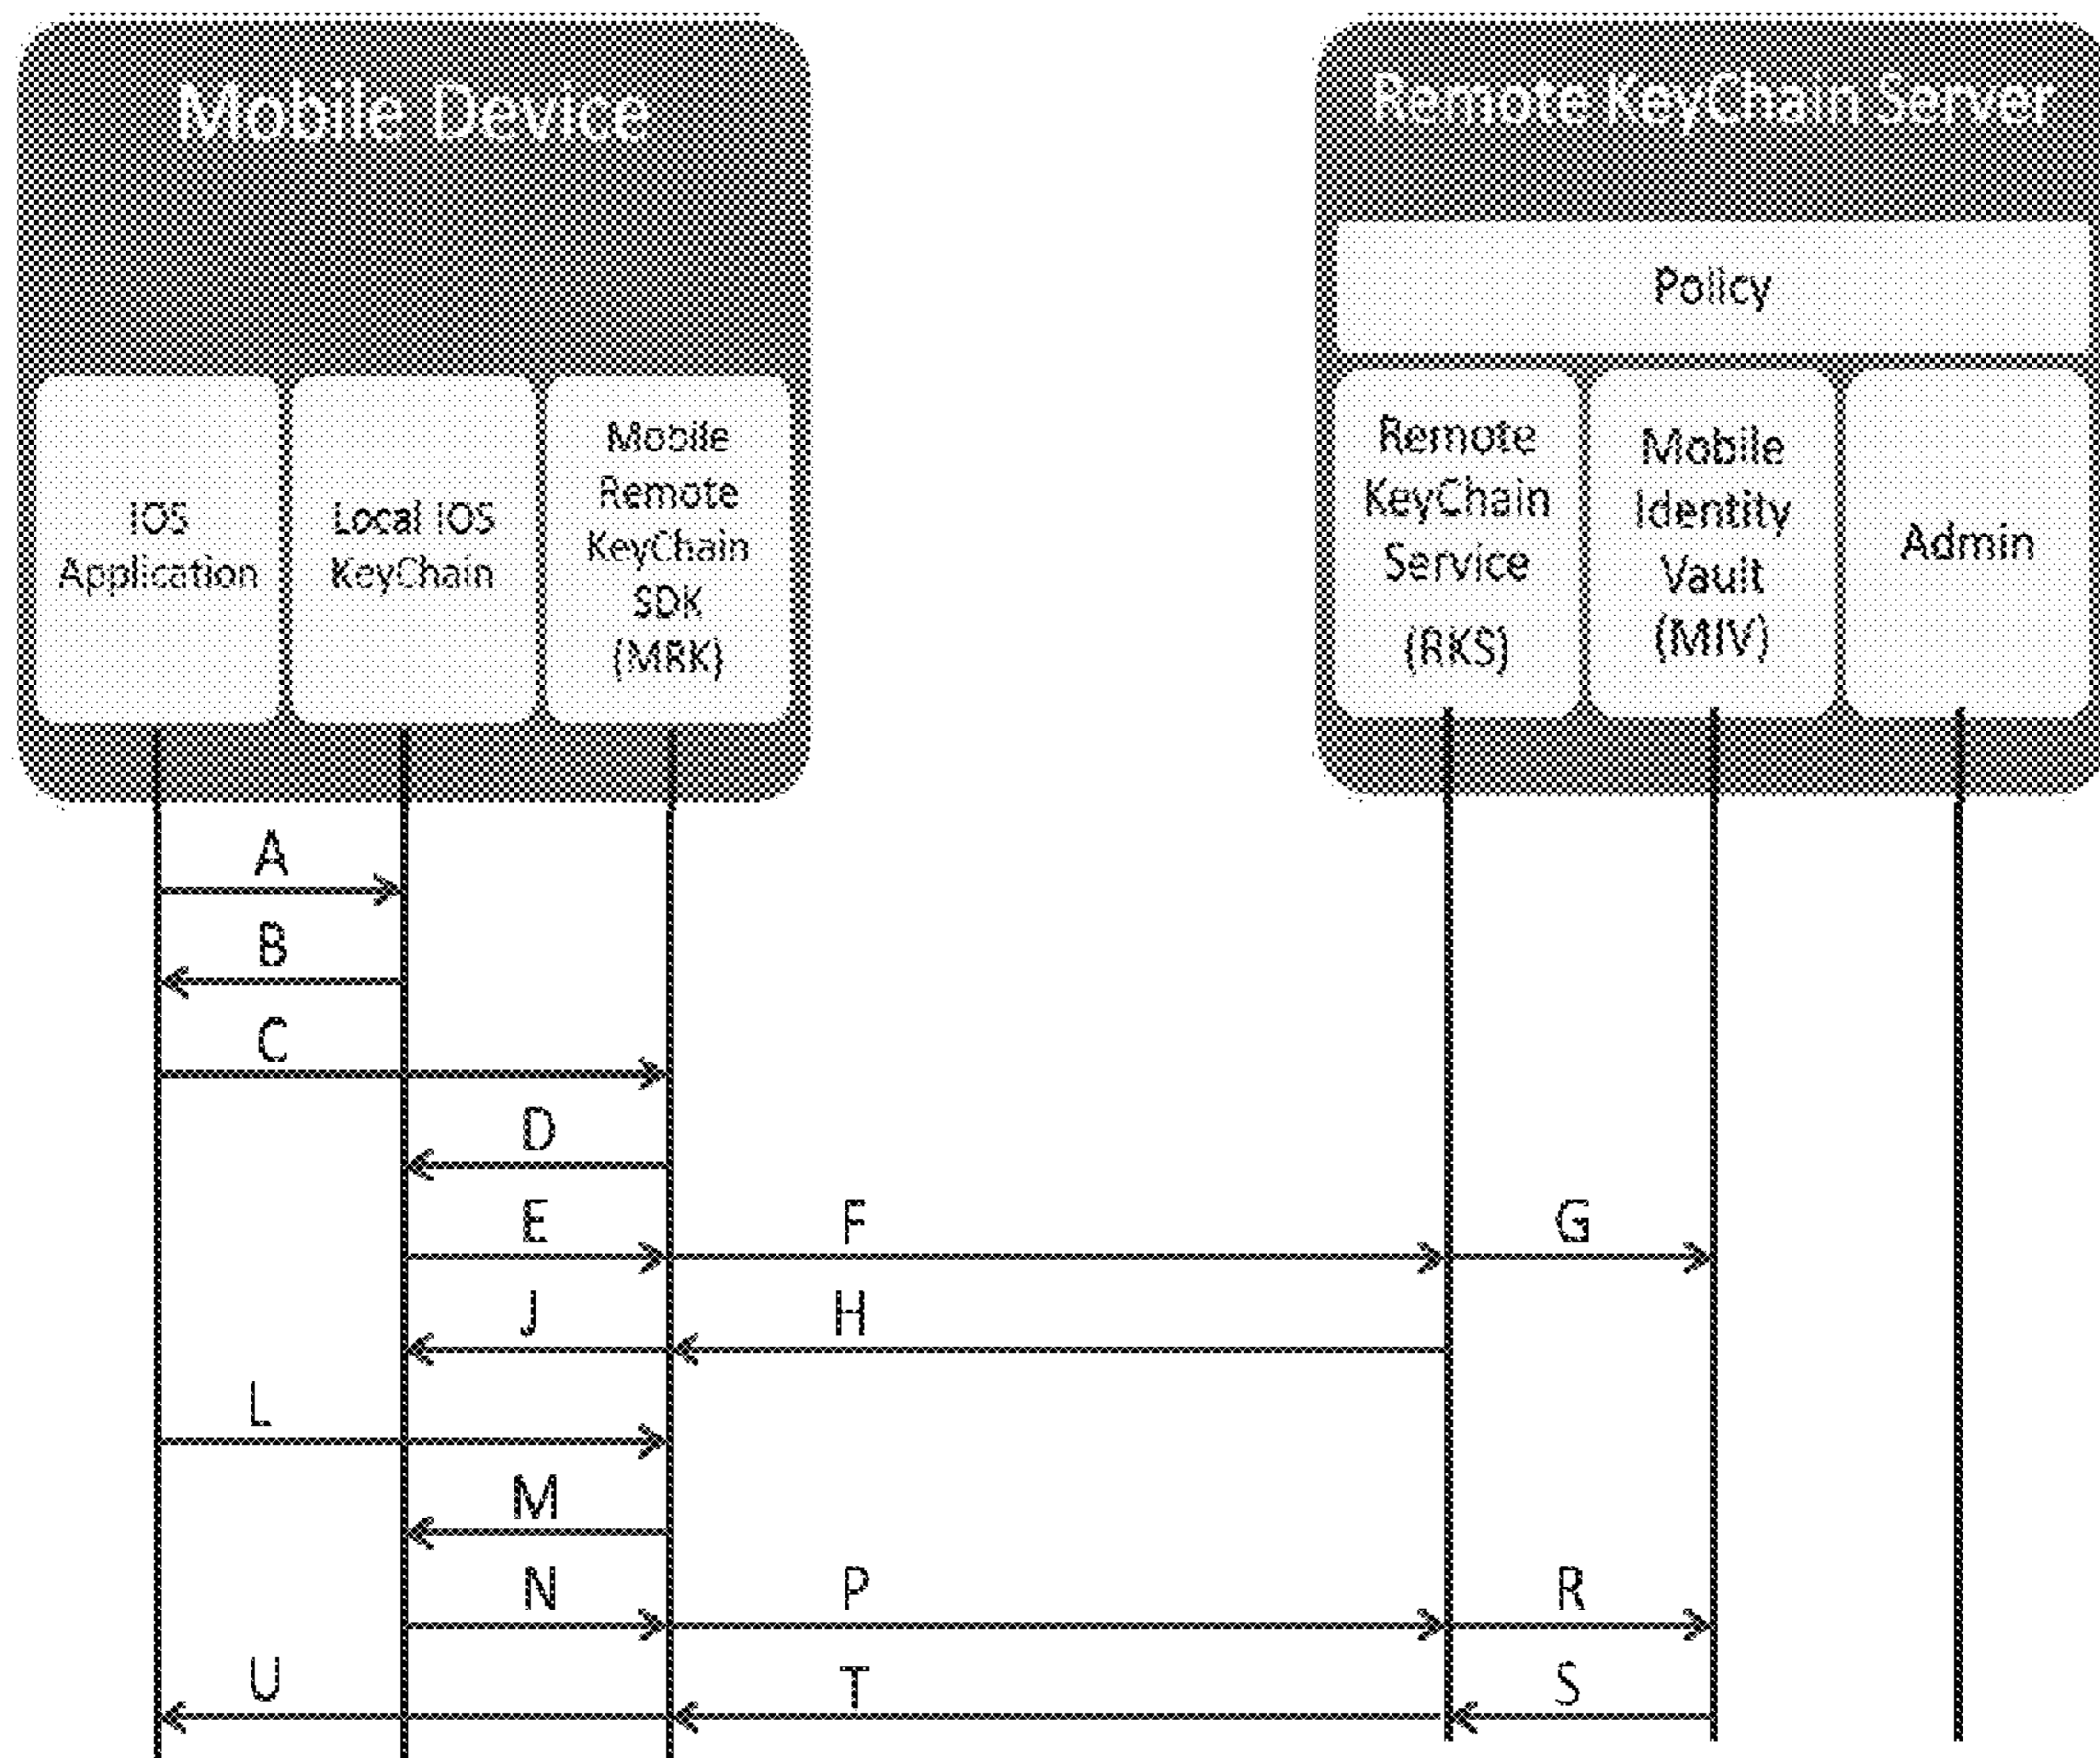 Mobile Device
Remote KeyChain Server
Policy
IOS
Application
Local IOS
KeyChain
Mobile
Remote
KeyChain
SDK
(MRK)
Remote
KeyChain
Service
(RKS)
Mobile
Identity
Vault
(MIV)
Admin
A
B
C
D
E
F
G
J
H
L
M
N
P
R
U
T
S